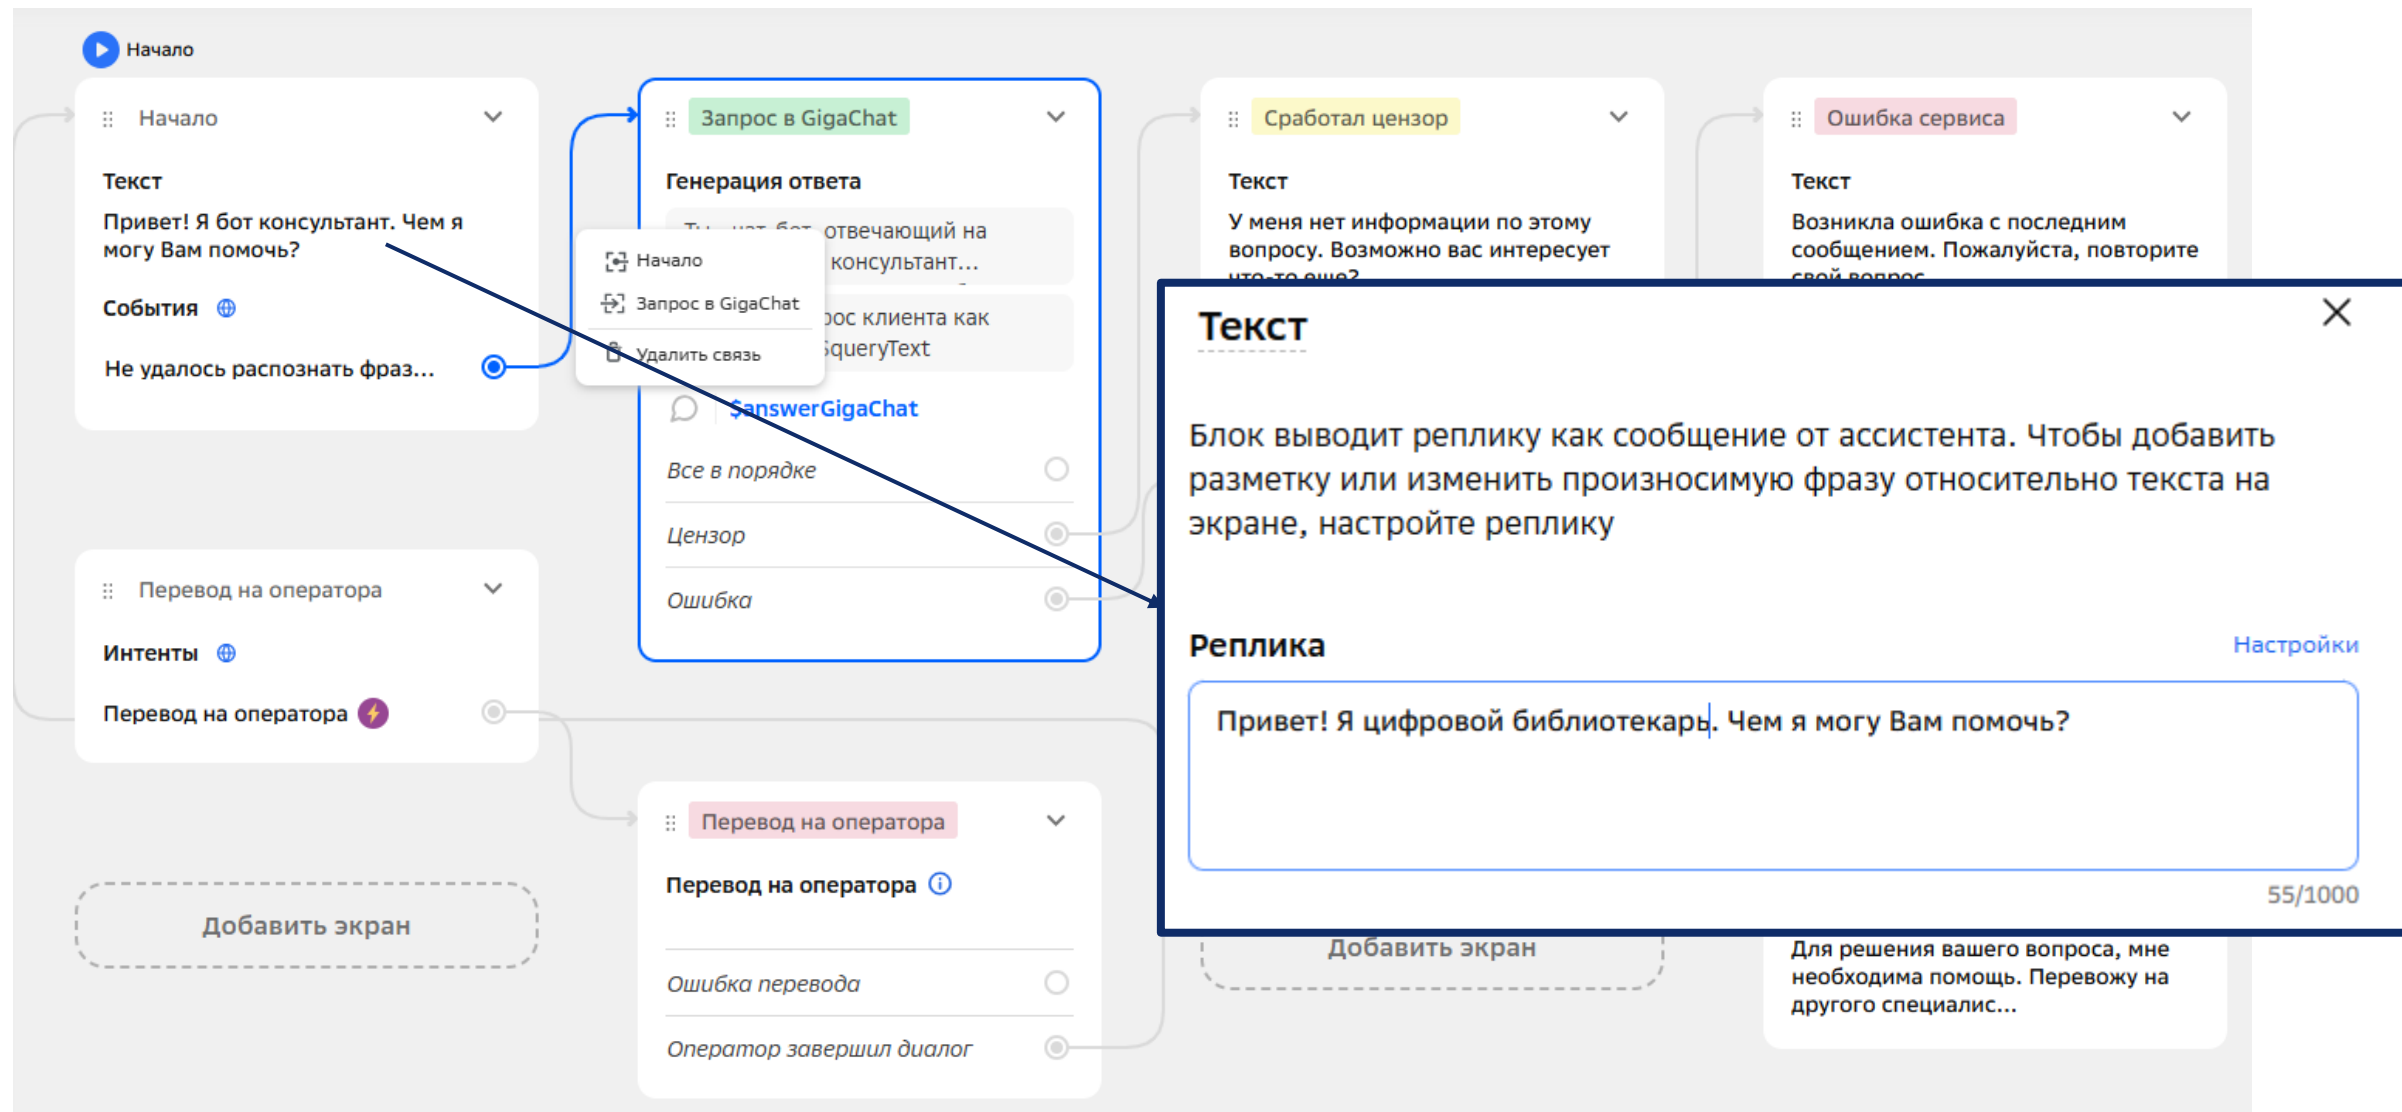 Начало
Начало
Текст
Привет! Я бот консультант. Чем я
могу Вам помочь?
События
Не удалось распознать фраз...
Запрос в GigaChat
Генерация ответа
отвечающий на
консультант...
клиента как
$queryText
Начало
Запрос в GigaChat
Удалить связь
$answerGigaChat
Все в порядке
Цензор
Ошибка
Сработал цензор
Текст
У меня нет информации по этому
вопросу. Возможно вас интересует
что-то еще?
Ошибка сервиса
Текст
Возникла ошибка с последним
сообщением. Пожалуйста, повторите
свой вопрос
Текст
Блок выводит реплику как сообщение от ассистента. Чтобы добавить
разметку или изменить произносимую фразу относительно текста на
экране, настройте реплику
Реплика
Настройки
Привет! Я цифровой библиотекарь. Чем я могу Вам помочь?
55/1000
Перевод на оператора
Интенты
Перевод на оператора
Добавить экран
Перевод на оператора
Перевод на оператора
Ошибка перевода
Оператор завершил диалог
Добавить экран
Для решения вашего вопроса, мне
необходима помощь. Перевожу на
другого специалис...